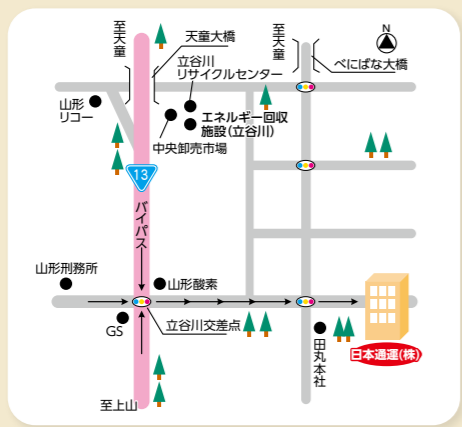 至天童
天童大橋
至天童
N
べにばな大橋
立谷川
リサイクルセンター
山形
リコー
エネルギー回収
施設(立谷川)
中央卸売市場
13
バイパス
山形刑務所
山形酸素
GS
立谷川交差点
田丸本社
日本通運(株)
至上山